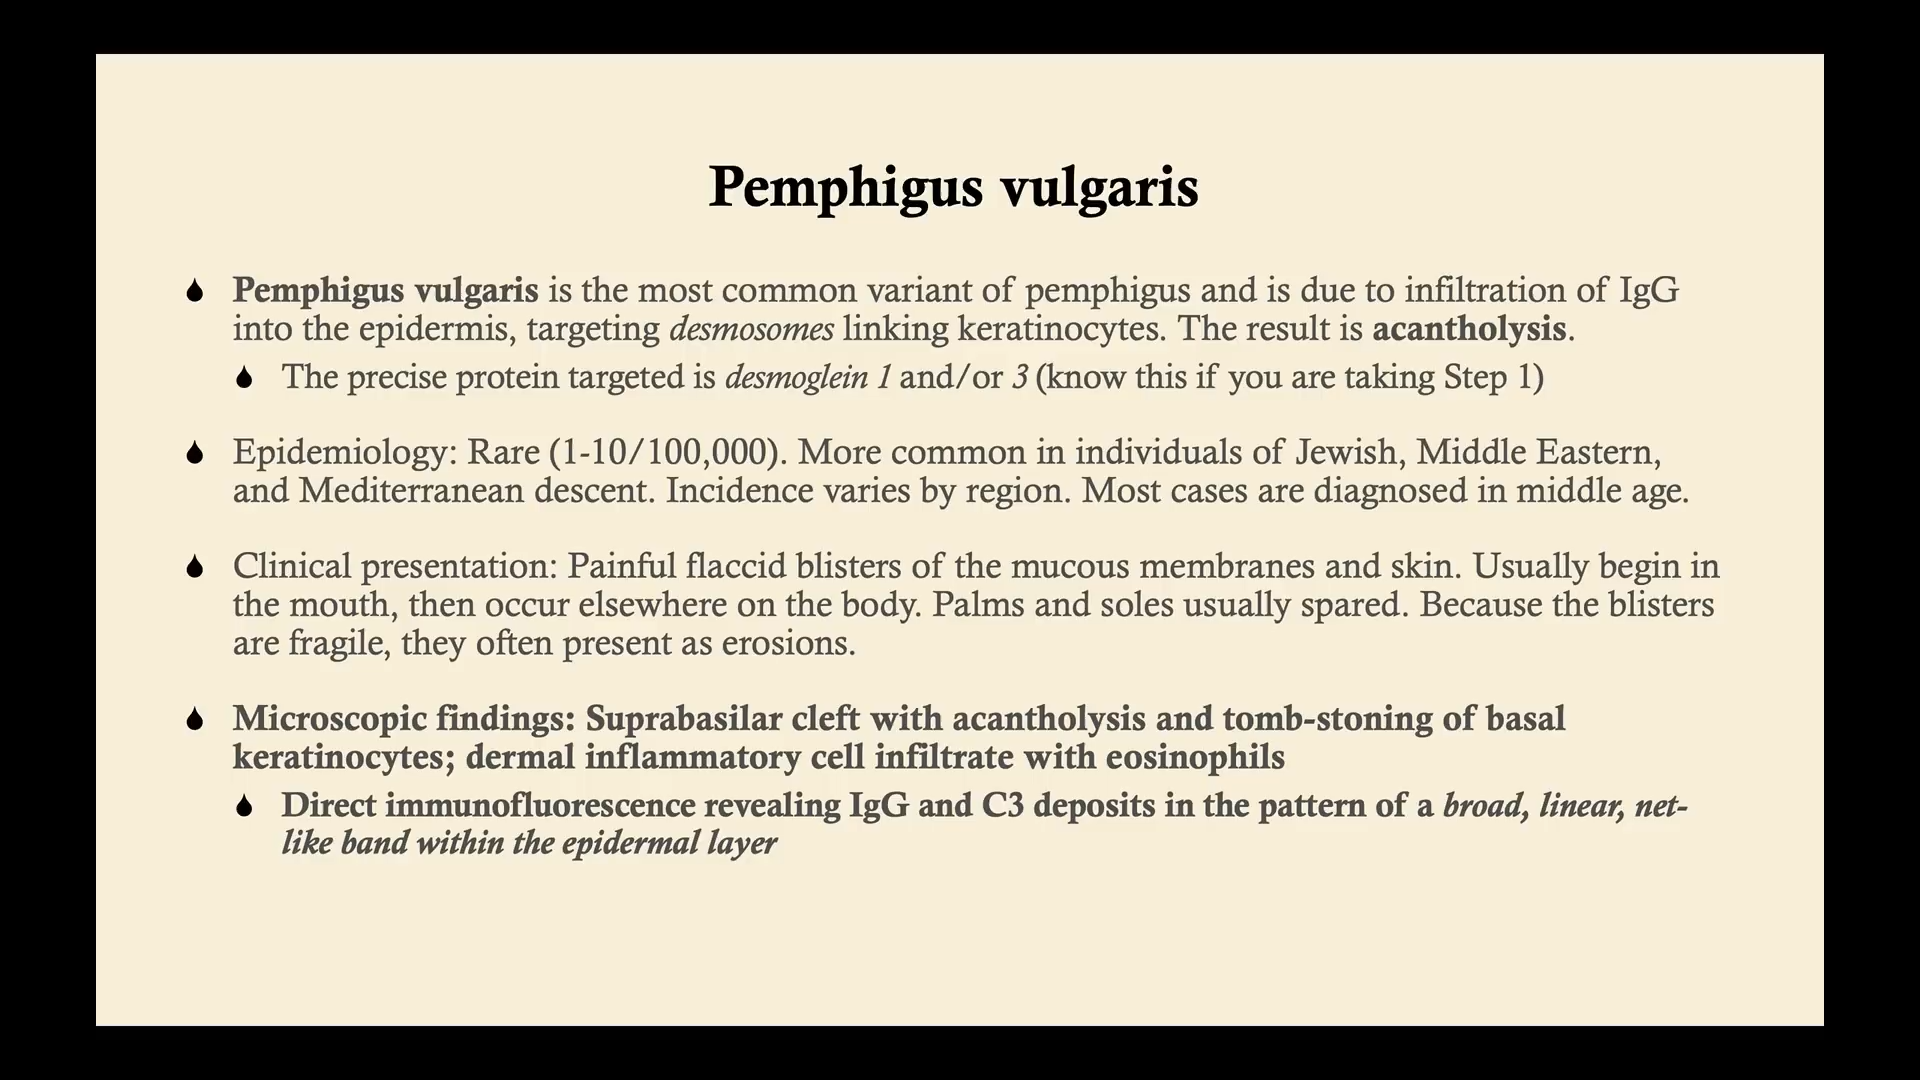 Pemphigus vulgaris
Pemphigus vulgaris is the most common variant of pemphigus and is due to infiltration of IgG
into the epidermis, targeting desmosomes linking keratinocytes. The result is acantholysis.
The precise protein targeted is desmoglein 1 and/or 3 (know this if you are taking Step 1)
Epidemiology: Rare (1-10/100,000). More common in individuals of Jewish, Middle Eastern,
and Mediterranean descent. Incidence varies by region. Most cases are diagnosed in middle age.
Clinical presentation: Painful flaccid blisters of the mucous membranes and skin. Usually begin in
the mouth, then occur elsewhere on the body. Palms and soles usually spared. Because the blisters
are fragile, they often present as erosions.
Microscopic findings: Suprabasilar cleft with acantholysis and tomb-stoning of basal
keratinocytes; dermal inflammatory cell infiltrate with eosinophils
Direct immunofluorescence revealing IgG and C3 deposits in the pattern of a broad, linear, net-
like band within the epidermal layer